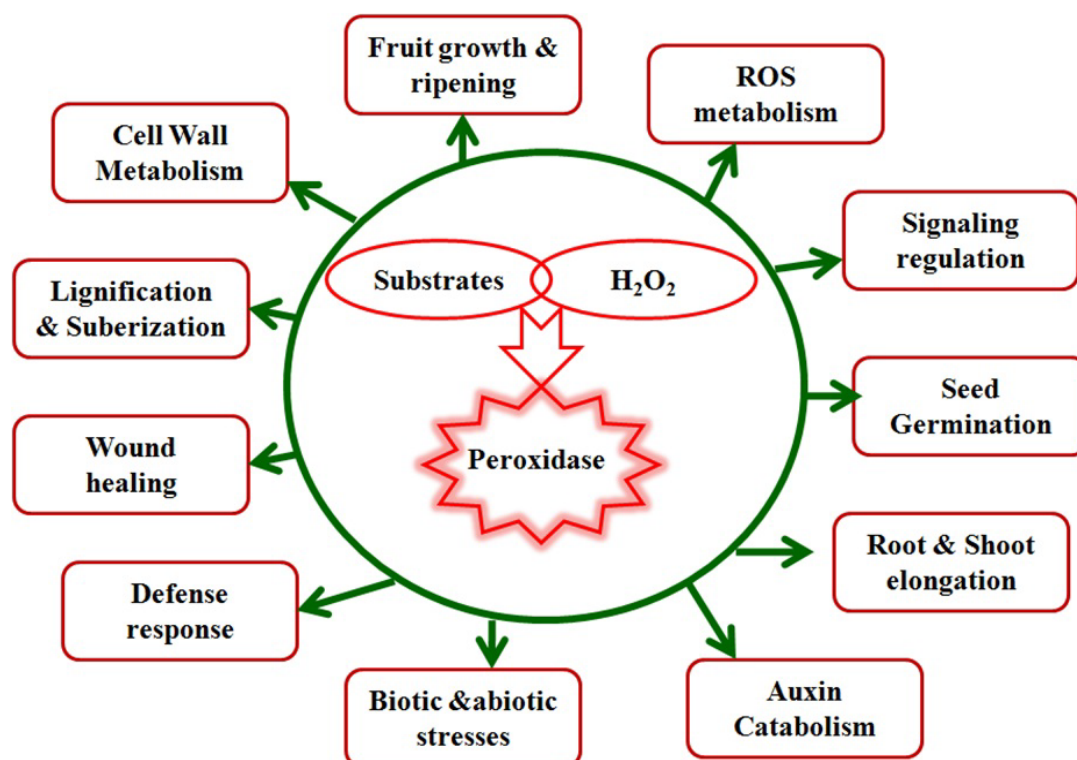 Fruit growth &
ripening
ROS
metabolism
Cell Wall
Metabolism
Signaling
regulation
Substrates
H₂O₂
Lignification
& Suberization
Seed
Germination
Wound
healing
Peroxidase
Root & Shoot
elongation
Defense
response
Biotic &abiotic
stresses
Auxin
Catabolism